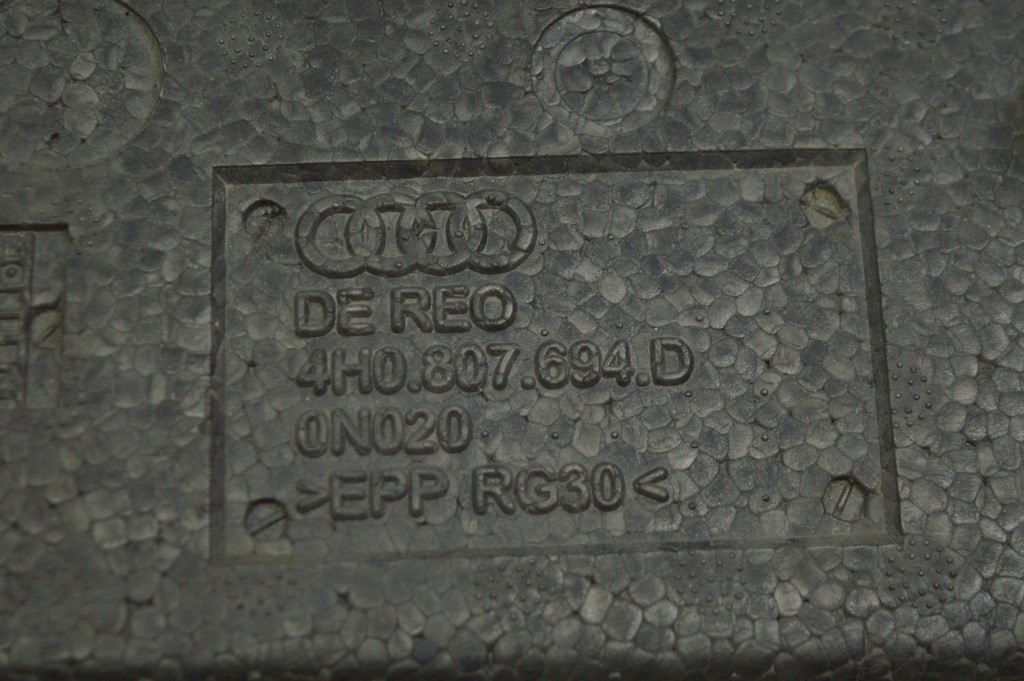 DE REO
4H0.807.694.D
0N020
>EPP RG30<